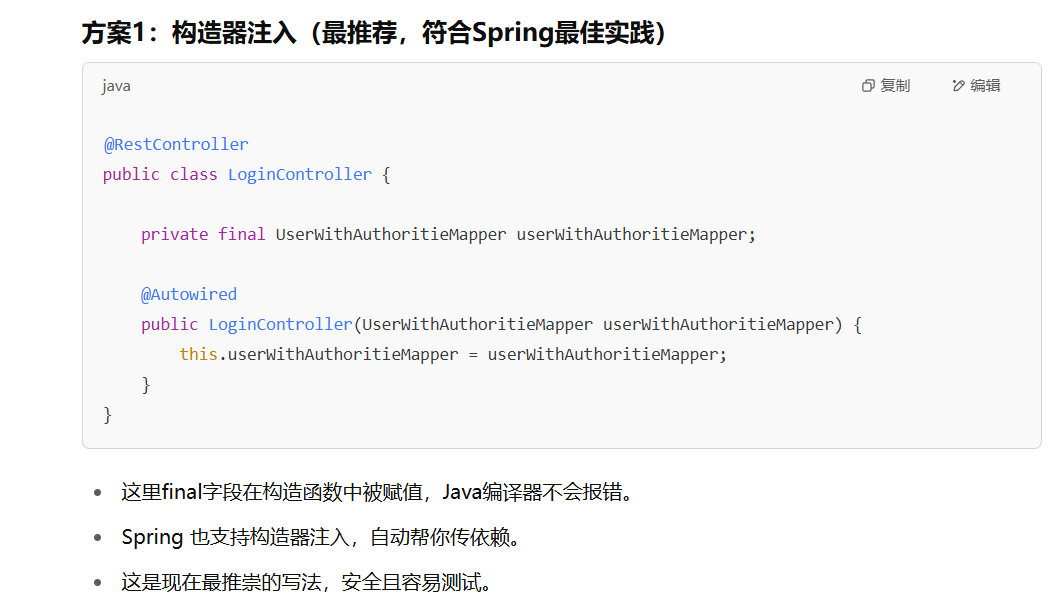 方案1：构造器注入（最推荐，符合Spring最佳实践）
java 复制 编辑
@RestController
public class LoginController {
private final UserWithAuthoritieMapper userWithAuthoritieMapper;
@Autowired
public LoginController(UserWithAuthoritieMapper userWithAuthoritieMapper) {
this.userWithAuthoritieMapper = userWithAuthoritieMapper;
}
}
这里final字段在构造函数中被赋值，Java编译器不会报错。
Spring 也支持构造器注入，自动帮你传依赖。
这是现在最推崇的写法，安全且容易测试。